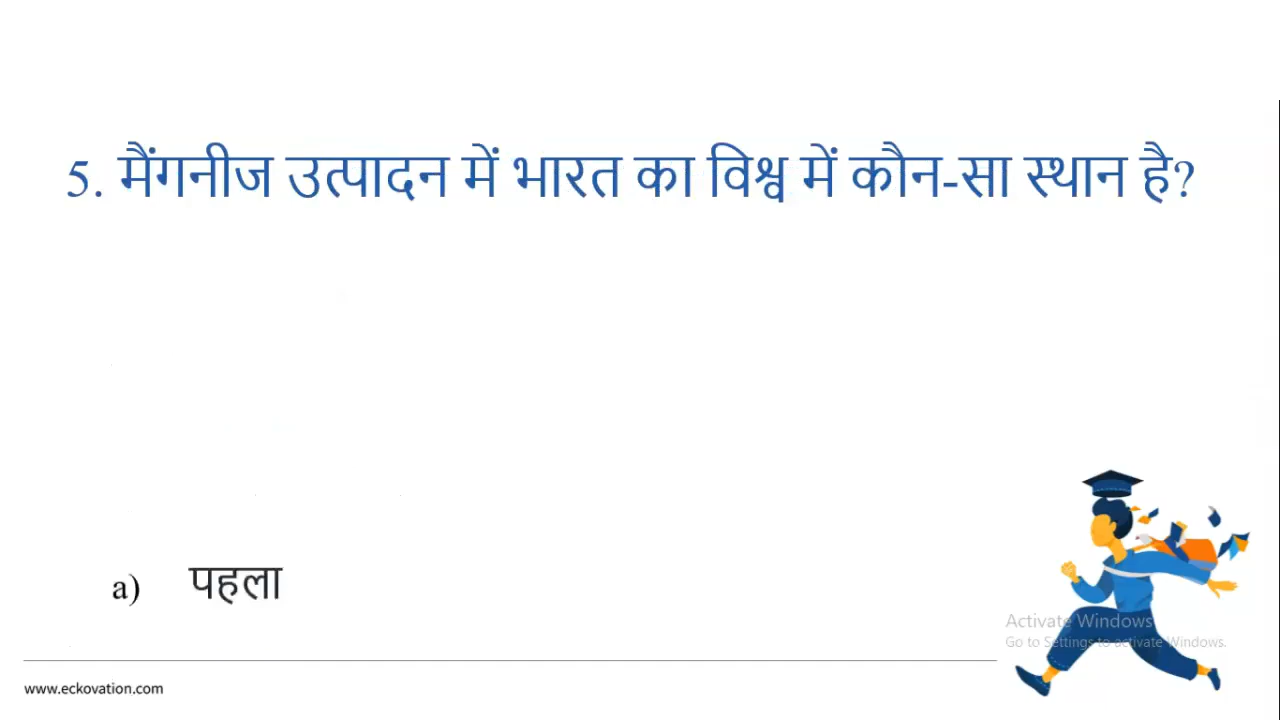 5. मैंगनीज उत्पादन में भारत का विश्व में कौन-सा स्थान है?
a) पहला
Activate Windows
Go to Settings to activate Windows.
www.eckovation.com